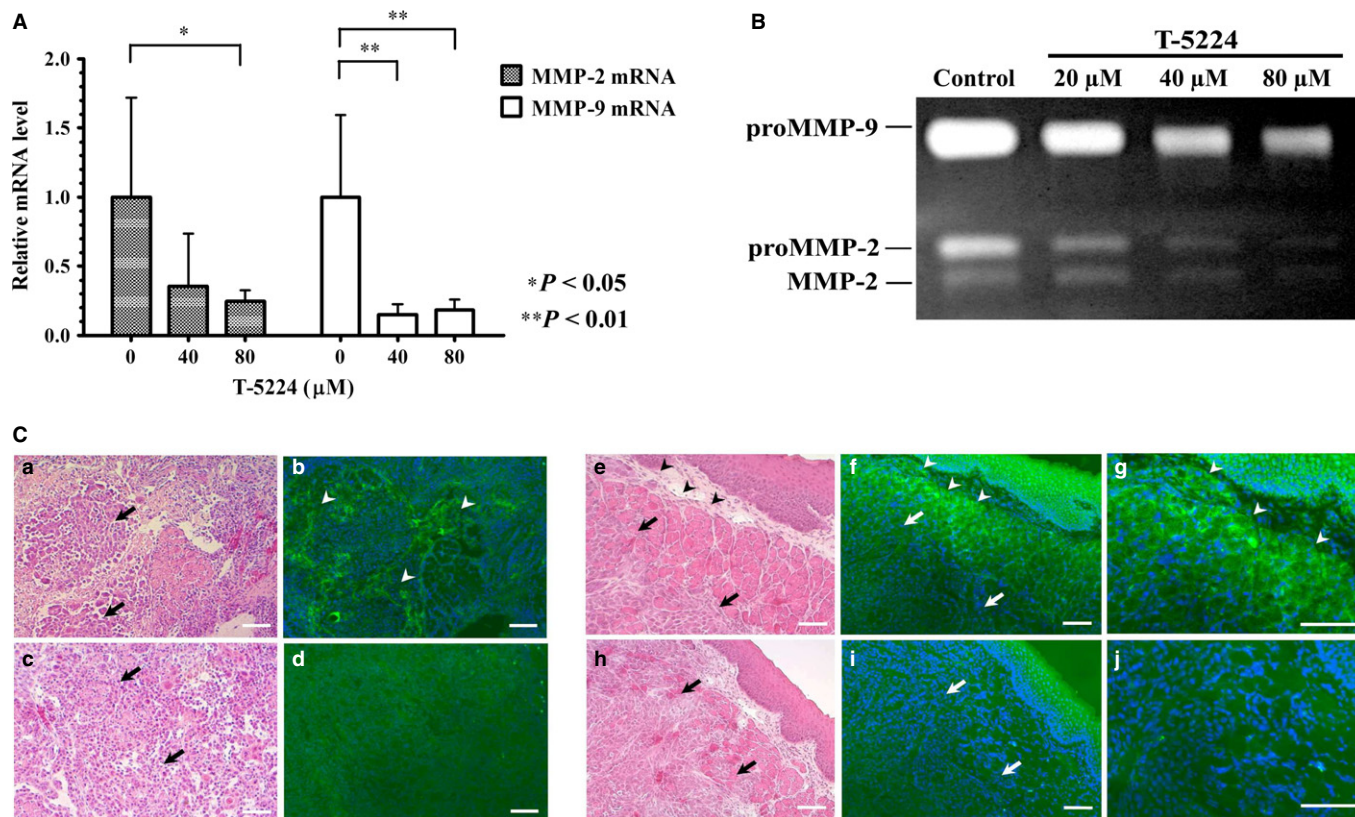 A
Relative mRNA level
2.0
1.5
1.0
0.5
0.0
*
**
**
MMP-2 mRNA
MMP-9 mRNA
*P < 0.05
**P < 0.01
0 40 80 0 40 80
T-5224 (μM)
B
T-5224
Control 20 μM 40 μM 80 μM
proMMP-9
proMMP-2
MMP-2
C
a b e f g
c d h i j